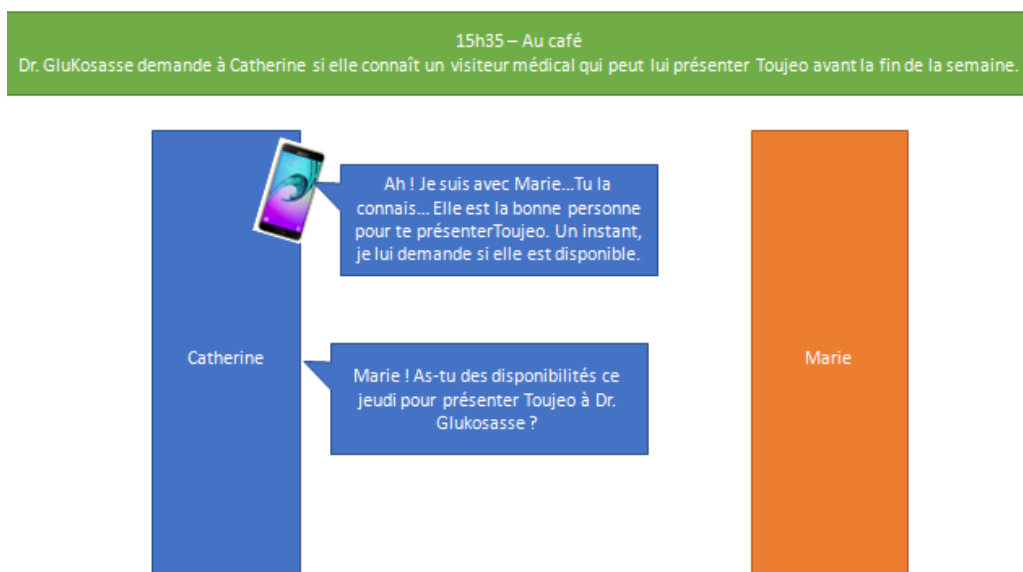 15h35 – Au café
Dr. GluKosasse demande à Catherine si elle connaît un visiteur médical qui peut lui présenter Toujeo avant la fin de la semaine.
Ah ! Je suis avec Marie...Tu la
connais... Elle est la bonne personne
pour te présenterToujeo. Un instant,
je lui demande si elle est disponible.
Catherine
Marie ! As-tu des disponibilités ce
jeudi pour présenter Toujeo à Dr.
Glukosasse ?
Marie